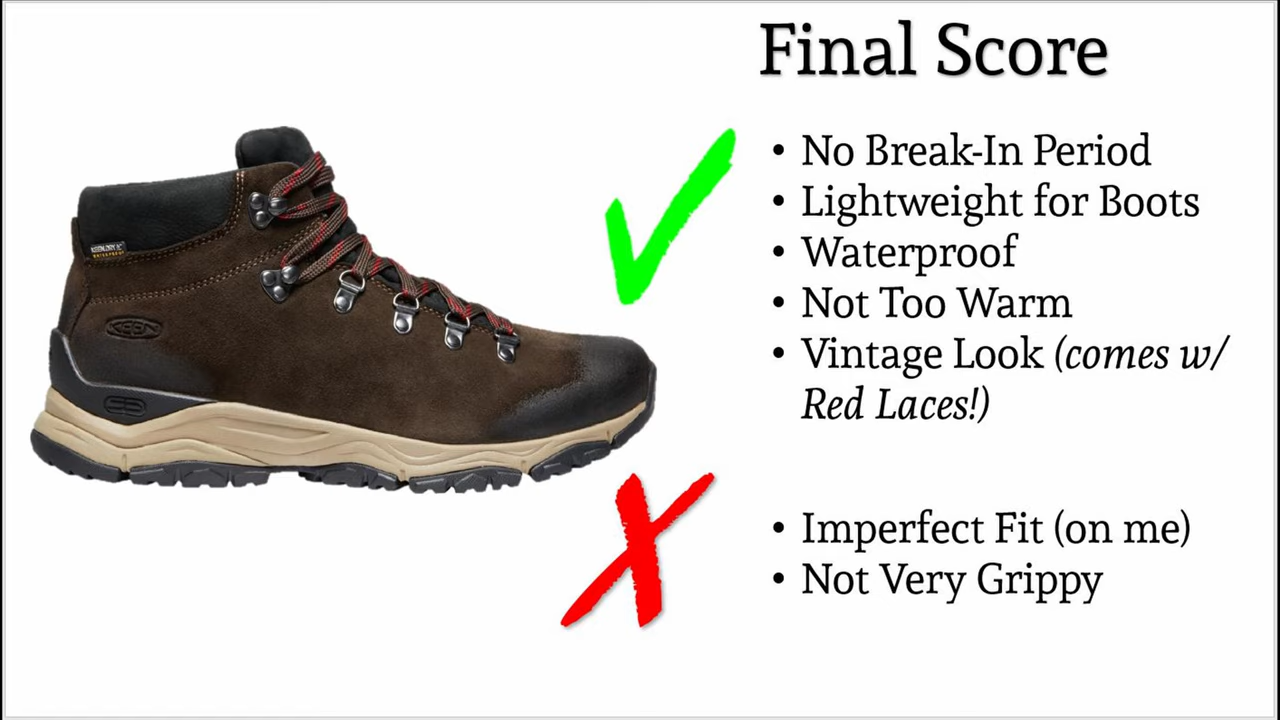 Final Score
• No Break-In Period
• Lightweight for Boots
• Waterproof
• Not Too Warm
• Vintage Look (comes w/
Red Laces!)
KEEN
• Imperfect Fit (on me)
• Not Very Grippy